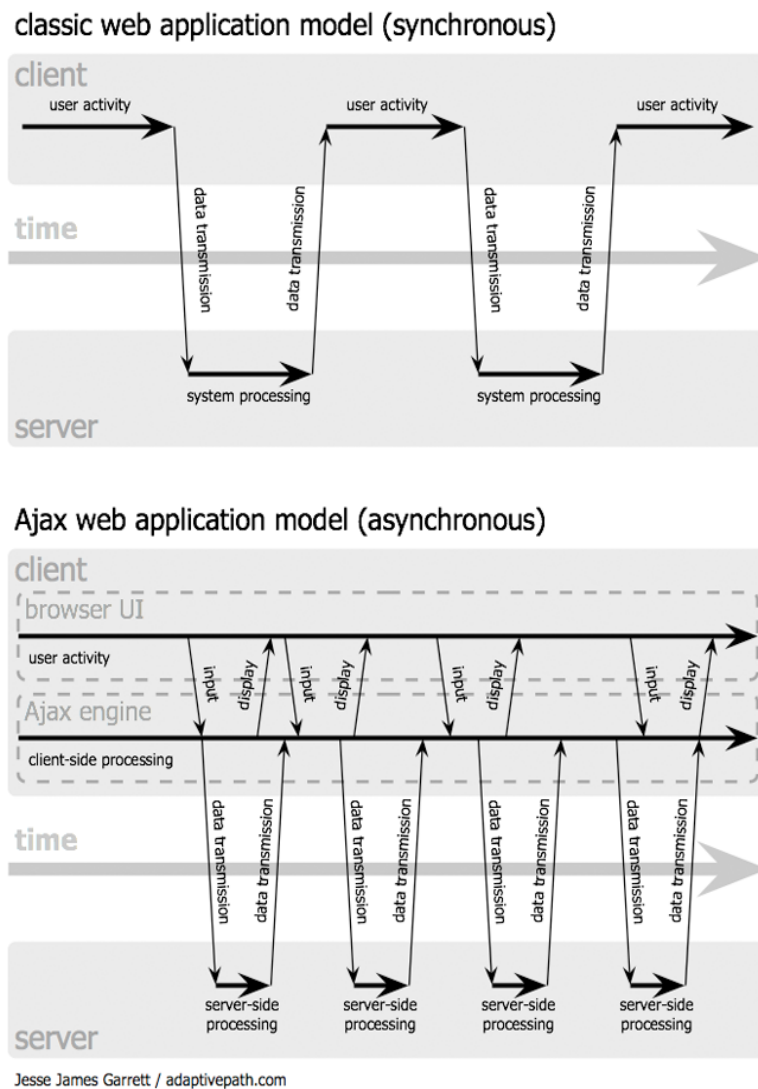 classic web application model (synchronous)
client
user activity
user activity
user activity
data transmission
data transmission
data transmission
data transmission
time
system processing
system processing
server
Ajax web application model (asynchronous)
client
browser UI
user activity
input
display
input
display
input
display
input
display
Ajax engine
client-side processing
data transmission
data transmission
data transmission
data transmission
data transmission
data transmission
data transmission
data transmission
time
server-side
processing
server-side
processing
server-side
processing
server-side
processing
server
Jesse James Garrett / adaptivepath.com